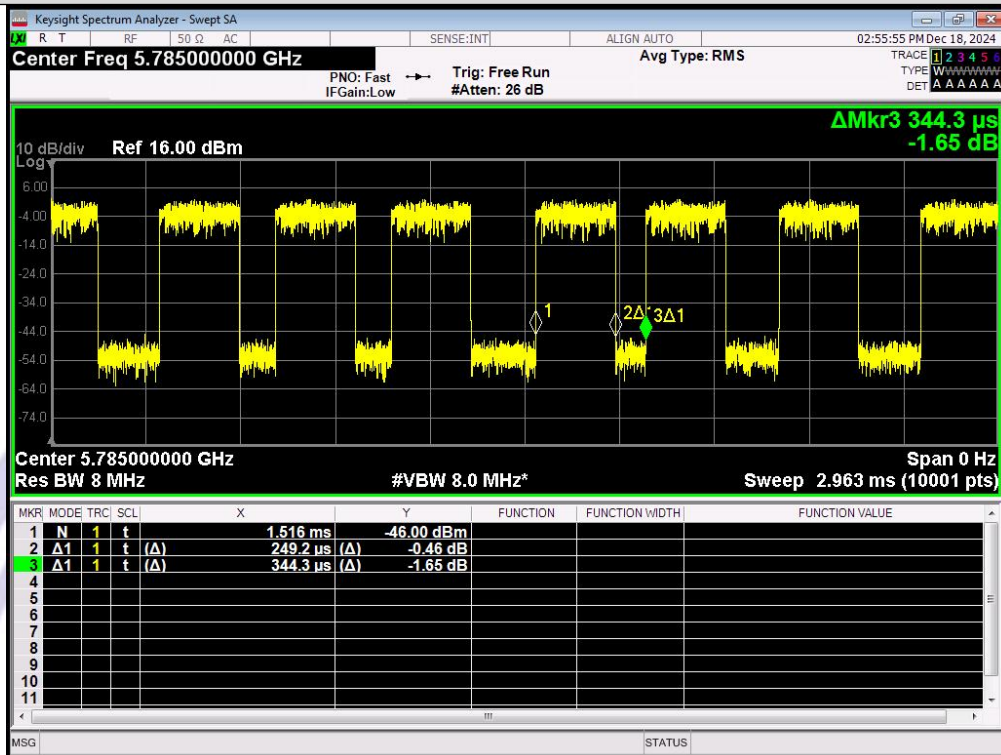 Keysight Spectrum Analyzer - Swept SA
LXI R T RF 50 Ω AC SENSE:INT ALIGN AUTO 02:55:55 PM Dec 18, 2024
Center Freq 5.785000000 GHz
Avg Type: RMS
TRACE 1 2 3 4 5 6
PNO: Fast Trig: Free Run
TYPE WWWWWW
IFGain:Low #Atten: 26 dB
DET A A A A A A
ΔMkr3 344.3 µs
10 dB/div Ref 16.00 dBm -1.65 dB
Log
6.00
-4.00
-14.0
-24.0
-34.0
1 2Δ1 3Δ1
-44.0
-54.0
-64.0
-74.0
Center 5.785000000 GHz Span 0 Hz
Res BW 8 MHz #VBW 8.0 MHz* Sweep 2.963 ms (10001 pts)
MKR MODE TRC SCL X Y FUNCTION FUNCTION WIDTH FUNCTION VALUE
1 N 1 t 1.516 ms -46.00 dBm
2 Δ1 1 t (Δ) 249.2 µs (Δ) -0.46 dB
3 Δ1 1 t (Δ) 344.3 µs (Δ) -1.65 dB
4
5
6
7
8
9
10
11
MSG STATUS